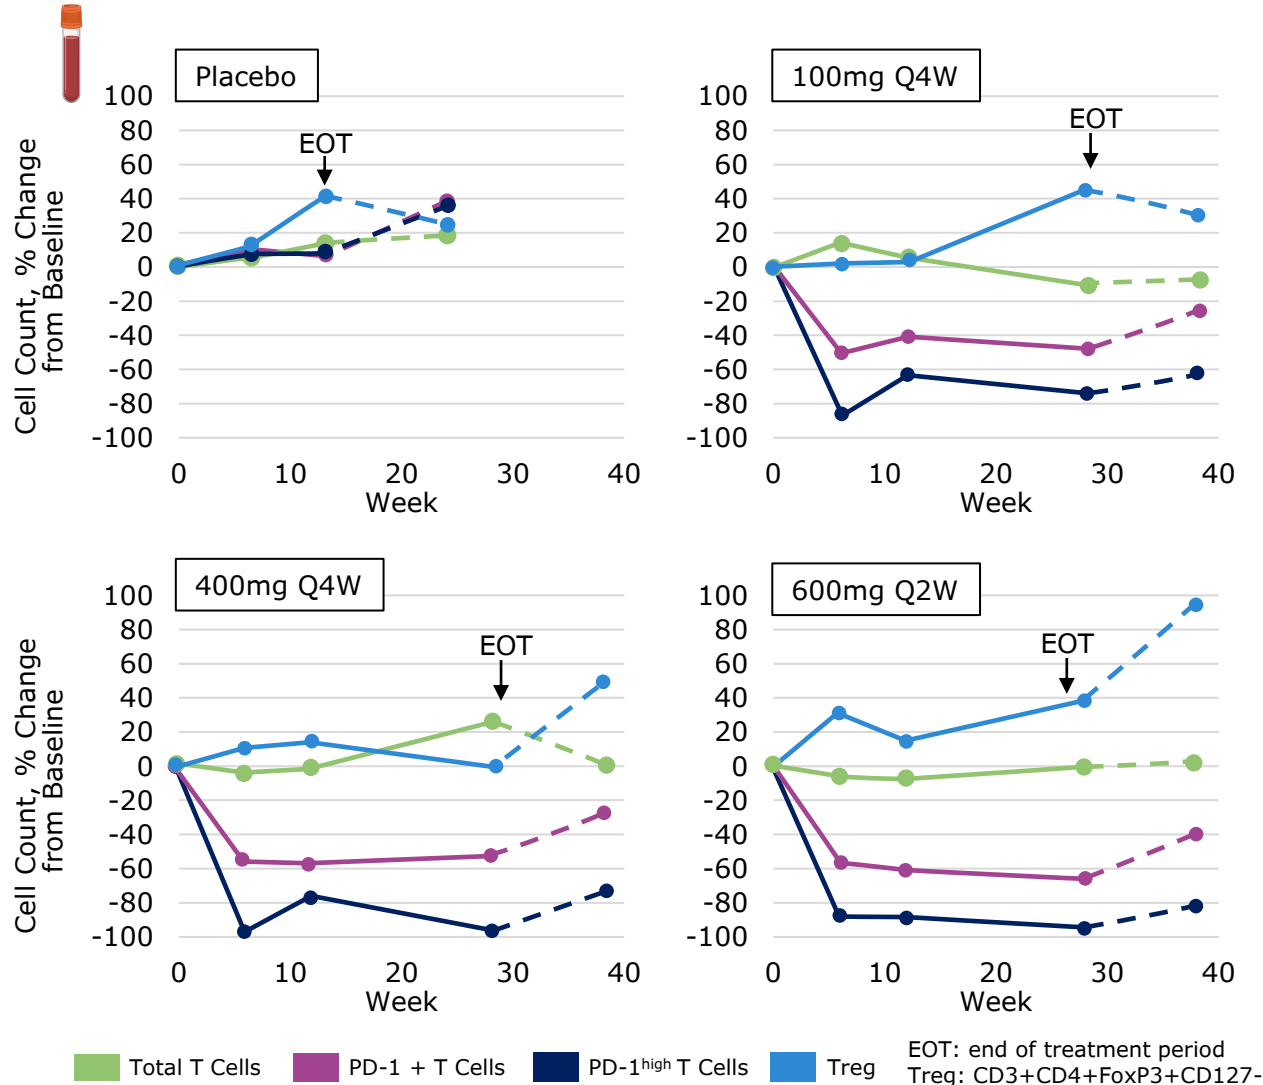 Placebo
100
80
60
40
20
0
-20
-40
-60
-80
-100
EOT
0 10 20 30 40
Week
Cell Count, % Change
from Baseline
100mg Q4W
100
80
60
40
20
0
-20
-40
-60
-80
-100
EOT
0 10 20 30 40
Week
400mg Q4W
100
80
60
40
20
0
-20
-40
-60
-80
-100
EOT
0 10 20 30 40
Week
Cell Count, % Change
from Baseline
600mg Q2W
100
80
60
40
20
0
-20
-40
-60
-80
-100
EOT
0 10 20 30 40
Week
Total T Cells PD-1 + T Cells PD-1high T Cells Treg
EOT: end of treatment period
Treg: CD3+CD4+FoxP3+CD127-